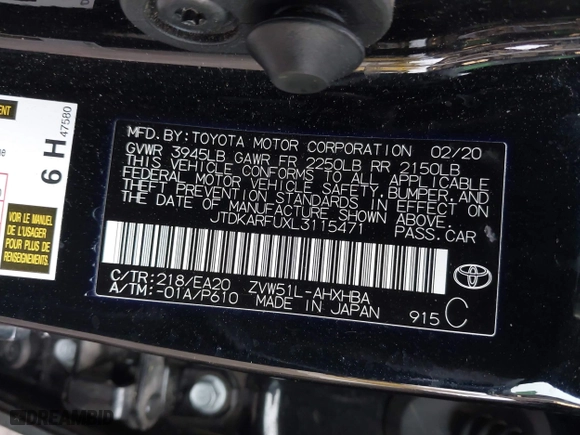 MFD.BY:TOYOTA MOTOR CORPORATION 02/20
GVWR 3945LB GAWR FR 2250LB RR 2150LB
THIS VEHICLE CONFORMS TO ALL APPLICABLE
FEDERAL MOTOR VEHICLE SAFETY, BUMPER, AND
THEFT PREVENTION STANDARDS IN EFFECT ON
THE DATE OF MANUFACTURE SHOWN ABOVE.
JTDKARFUXL3115471 PASS.CAR
C/TR:218/EA20 ZVW51L-AHXHBA
A/TM:-01A/P610 MADE IN JAPAN 915 C
TOYOTA
6 H
47580
VOIR LE MANUEL
DE L'USAGER
POUR PLUS
DREAMBID